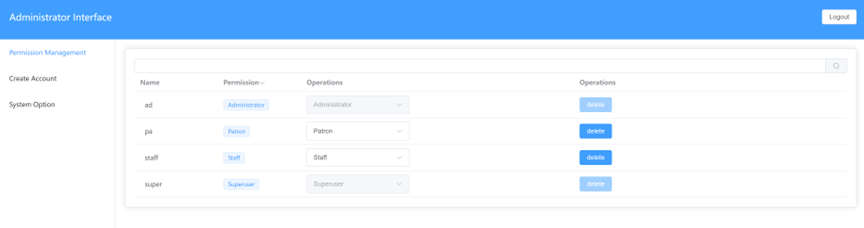 Administrator Interface
Logout
Permission Management
Create Account
System Option
Name Permission Operations Operations
ad Administrator Administrator delete
pa Patron Patron delete
staff Staff Staff delete
super Superuser Superuser delete